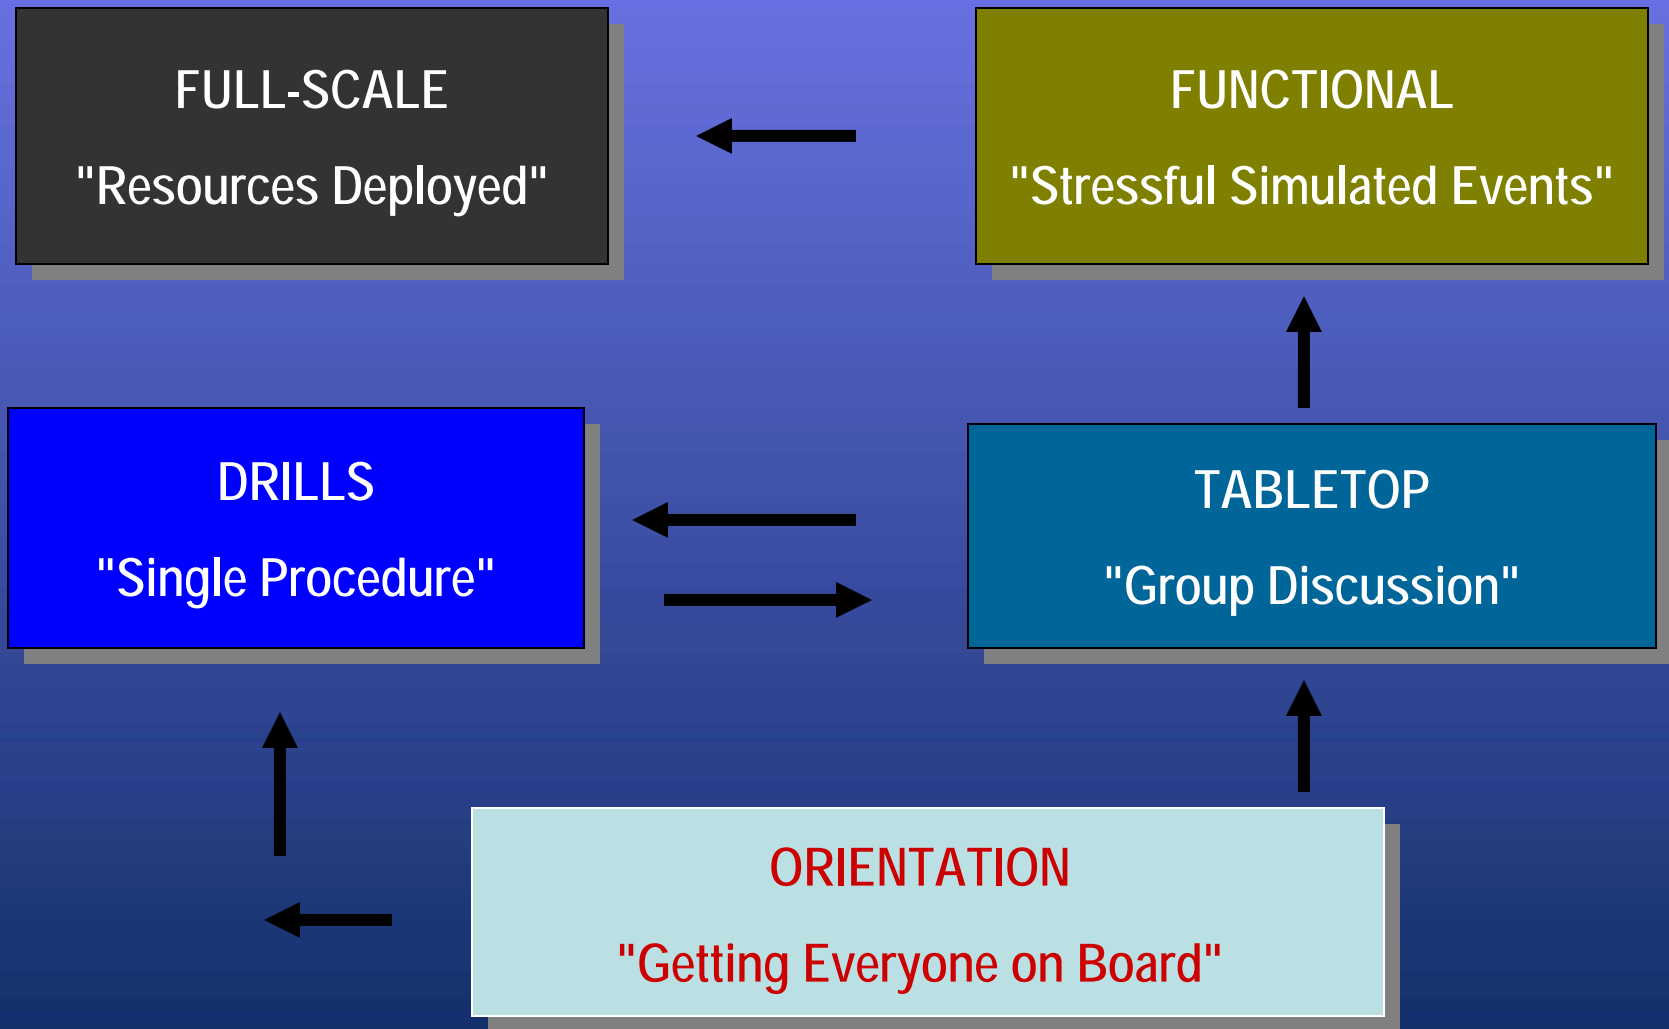 FULL-SCALE
"Resources Deployed"
FUNCTIONAL
"Stressful Simulated Events"
DRILLS
"Single Procedure"
TABLETOP
"Group Discussion"
ORIENTATION
"Getting Everyone on Board"